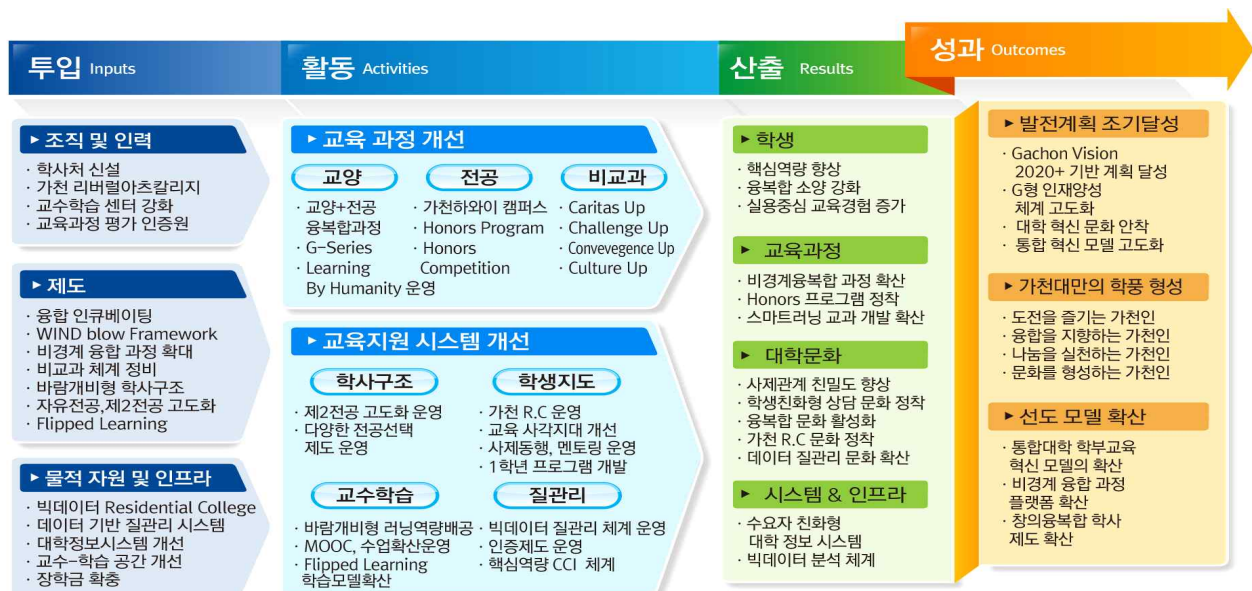 투입 Inputs
활동 Activities
산출 Results
성과 Outcomes
▸ 조직 및 인력
· 학사처 신설
· 가천 리버럴아츠칼리지
· 교수학습 센터 강화
· 교육과정 평가 인증원
▸ 제도
· 융합 인큐베이팅
· WIND blow Framework
· 비경계 융합 과정 확대
· 비교과 체계 정비
· 바람개비형 학사구조
· 자유전공,제2전공 고도화
· Flipped Learning
▸ 물적 자원 및 인프라
· 빅데이터 Residential College
· 데이터 기반 질관리 시스템
· 대학정보시스템 개선
· 교수-학습 공간 개선
· 장학금 확충
▸ 교육 과정 개선
교양
· 교양+전공
융복합과정
· G-Series
· Learning
By Humanity 운영
전공
· 가천하와이 캠퍼스
· Honors Program
· Honors
Competition
비교과
· Caritas Up
· Challenge Up
· Convevegence Up
· Culture Up
▸ 교육지원 시스템 개선
학사구조
· 제2전공 고도화 운영
· 다양한 전공선택
제도 운영
학생지도
· 가천 R.C 운영
· 교육 사각지대 개선
· 사제동행, 멘토링 운영
· 1학년 프로그램 개발
교수학습
· 바람개비형 러닝역량배공
· MOOC, 수업확산운영
· Flipped Learning
학습모델확산
질관리
· 빅데이터 질관리 체계 운영
· 인증제도 운영
· 핵심역량 CCI 체계
▸ 학생
· 핵심역량 향상
· 융복합 소양 강화
· 실용중심 교육경험 증가
▸ 교육과정
· 비경계융복합 과정 확산
· Honors 프로그램 정착
· 스마트러닝 교과 개발 확산
▸ 대학문화
· 사제관계 친밀도 향상
· 학생친화형 상담 문화 정착
· 융복합 문화 활성화
· 가천 R.C 문화 정착
· 데이터 질관리 문화 확산
▸ 시스템 & 인프라
· 수요자 친화형
대학 정보 시스템
· 빅데이터 분석 체계
▸ 발전계획 조기달성
· Gachon Vision
2020+ 기반 계획 달성
· G형 인재양성
체계 고도화
· 대학 혁신 문화 안착
· 통합 혁신 모델 고도화
▸ 가천대만의 학풍 형성
· 도전을 즐기는 가천인
· 융합을 지향하는 가천인
· 나눔을 실천하는 가천인
· 문화를 형성하는 가천인
▸ 선도 모델 확산
· 통합대학 학부교육
혁신 모델의 확산
· 비경계 융합 과정
플랫폼 확산
· 창의융복합 학사
제도 확산